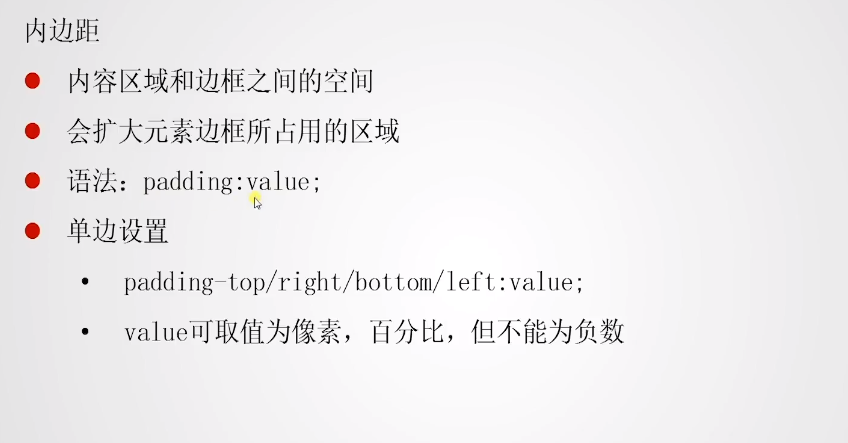 内边距
内容区域和边框之间的空间
会扩大元素边框所占用的区域
语法：padding:value;
单边设置
padding-top/right/bottom/left:value;
value可取值为像素，百分比，但不能为负数